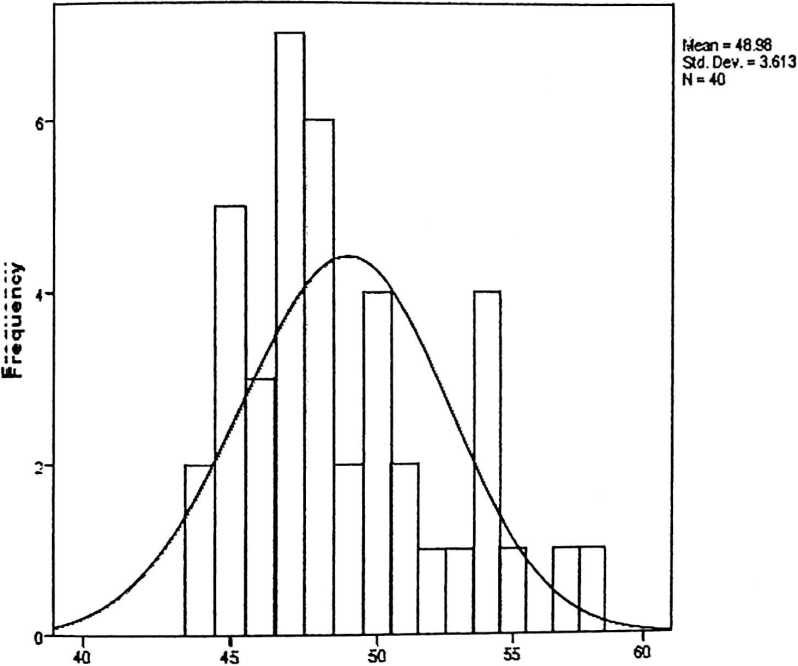 Mean = 48.98
Std. Dev. = 3.613
N = 40
6
4
2
0
Frequency
40
45
50
55
60